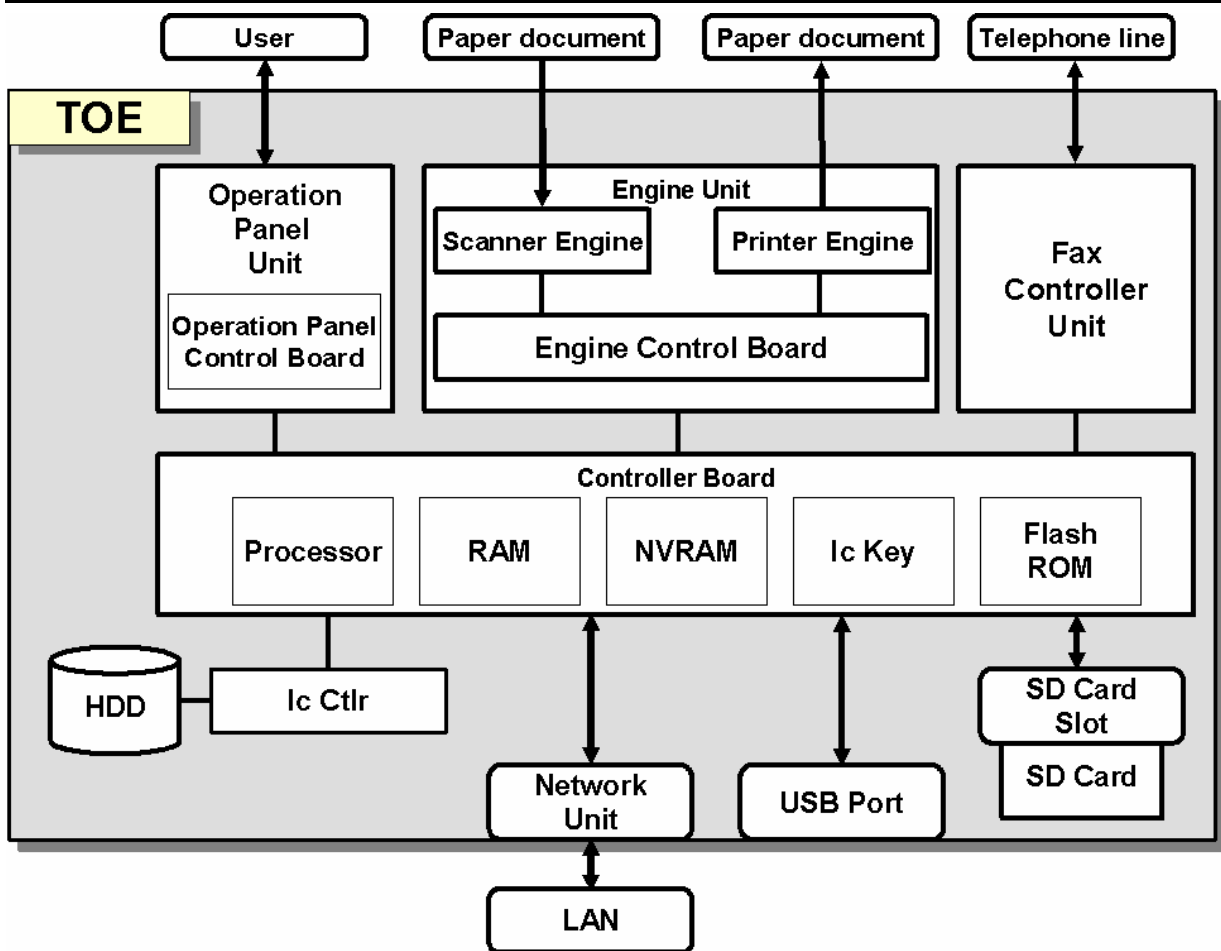 User
Paper document
Paper document
Telephone line
TOE
Operation
Panel
Unit
Operation Panel
Control Board
Engine Unit
Scanner Engine
Printer Engine
Engine Control Board
Fax
Controller
Unit
Controller Board
Processor
RAM
NVRAM
Ic Key
Flash
ROM
HDD
Ic Ctlr
Network
Unit
USB Port
SD Card
Slot
SD Card
LAN